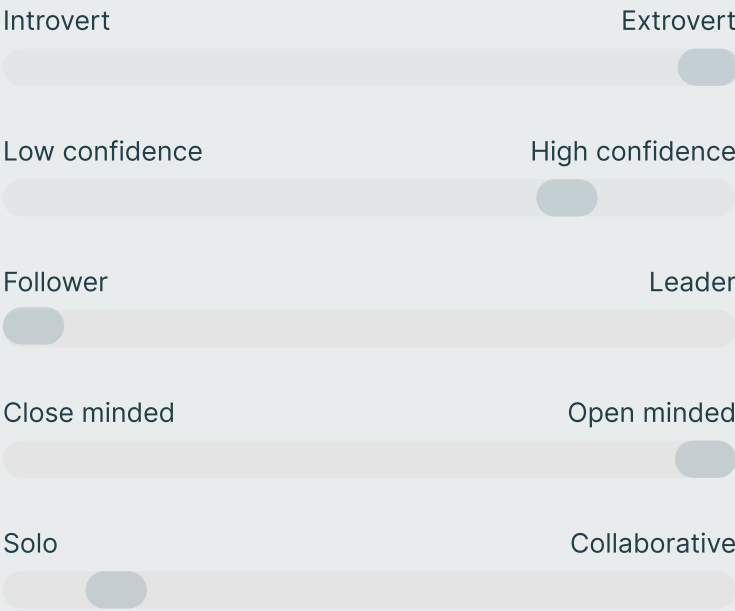 Introvert Extrovert
Low confidence High confidence
Follower Leader
Close minded Open minded
Solo Collaborative